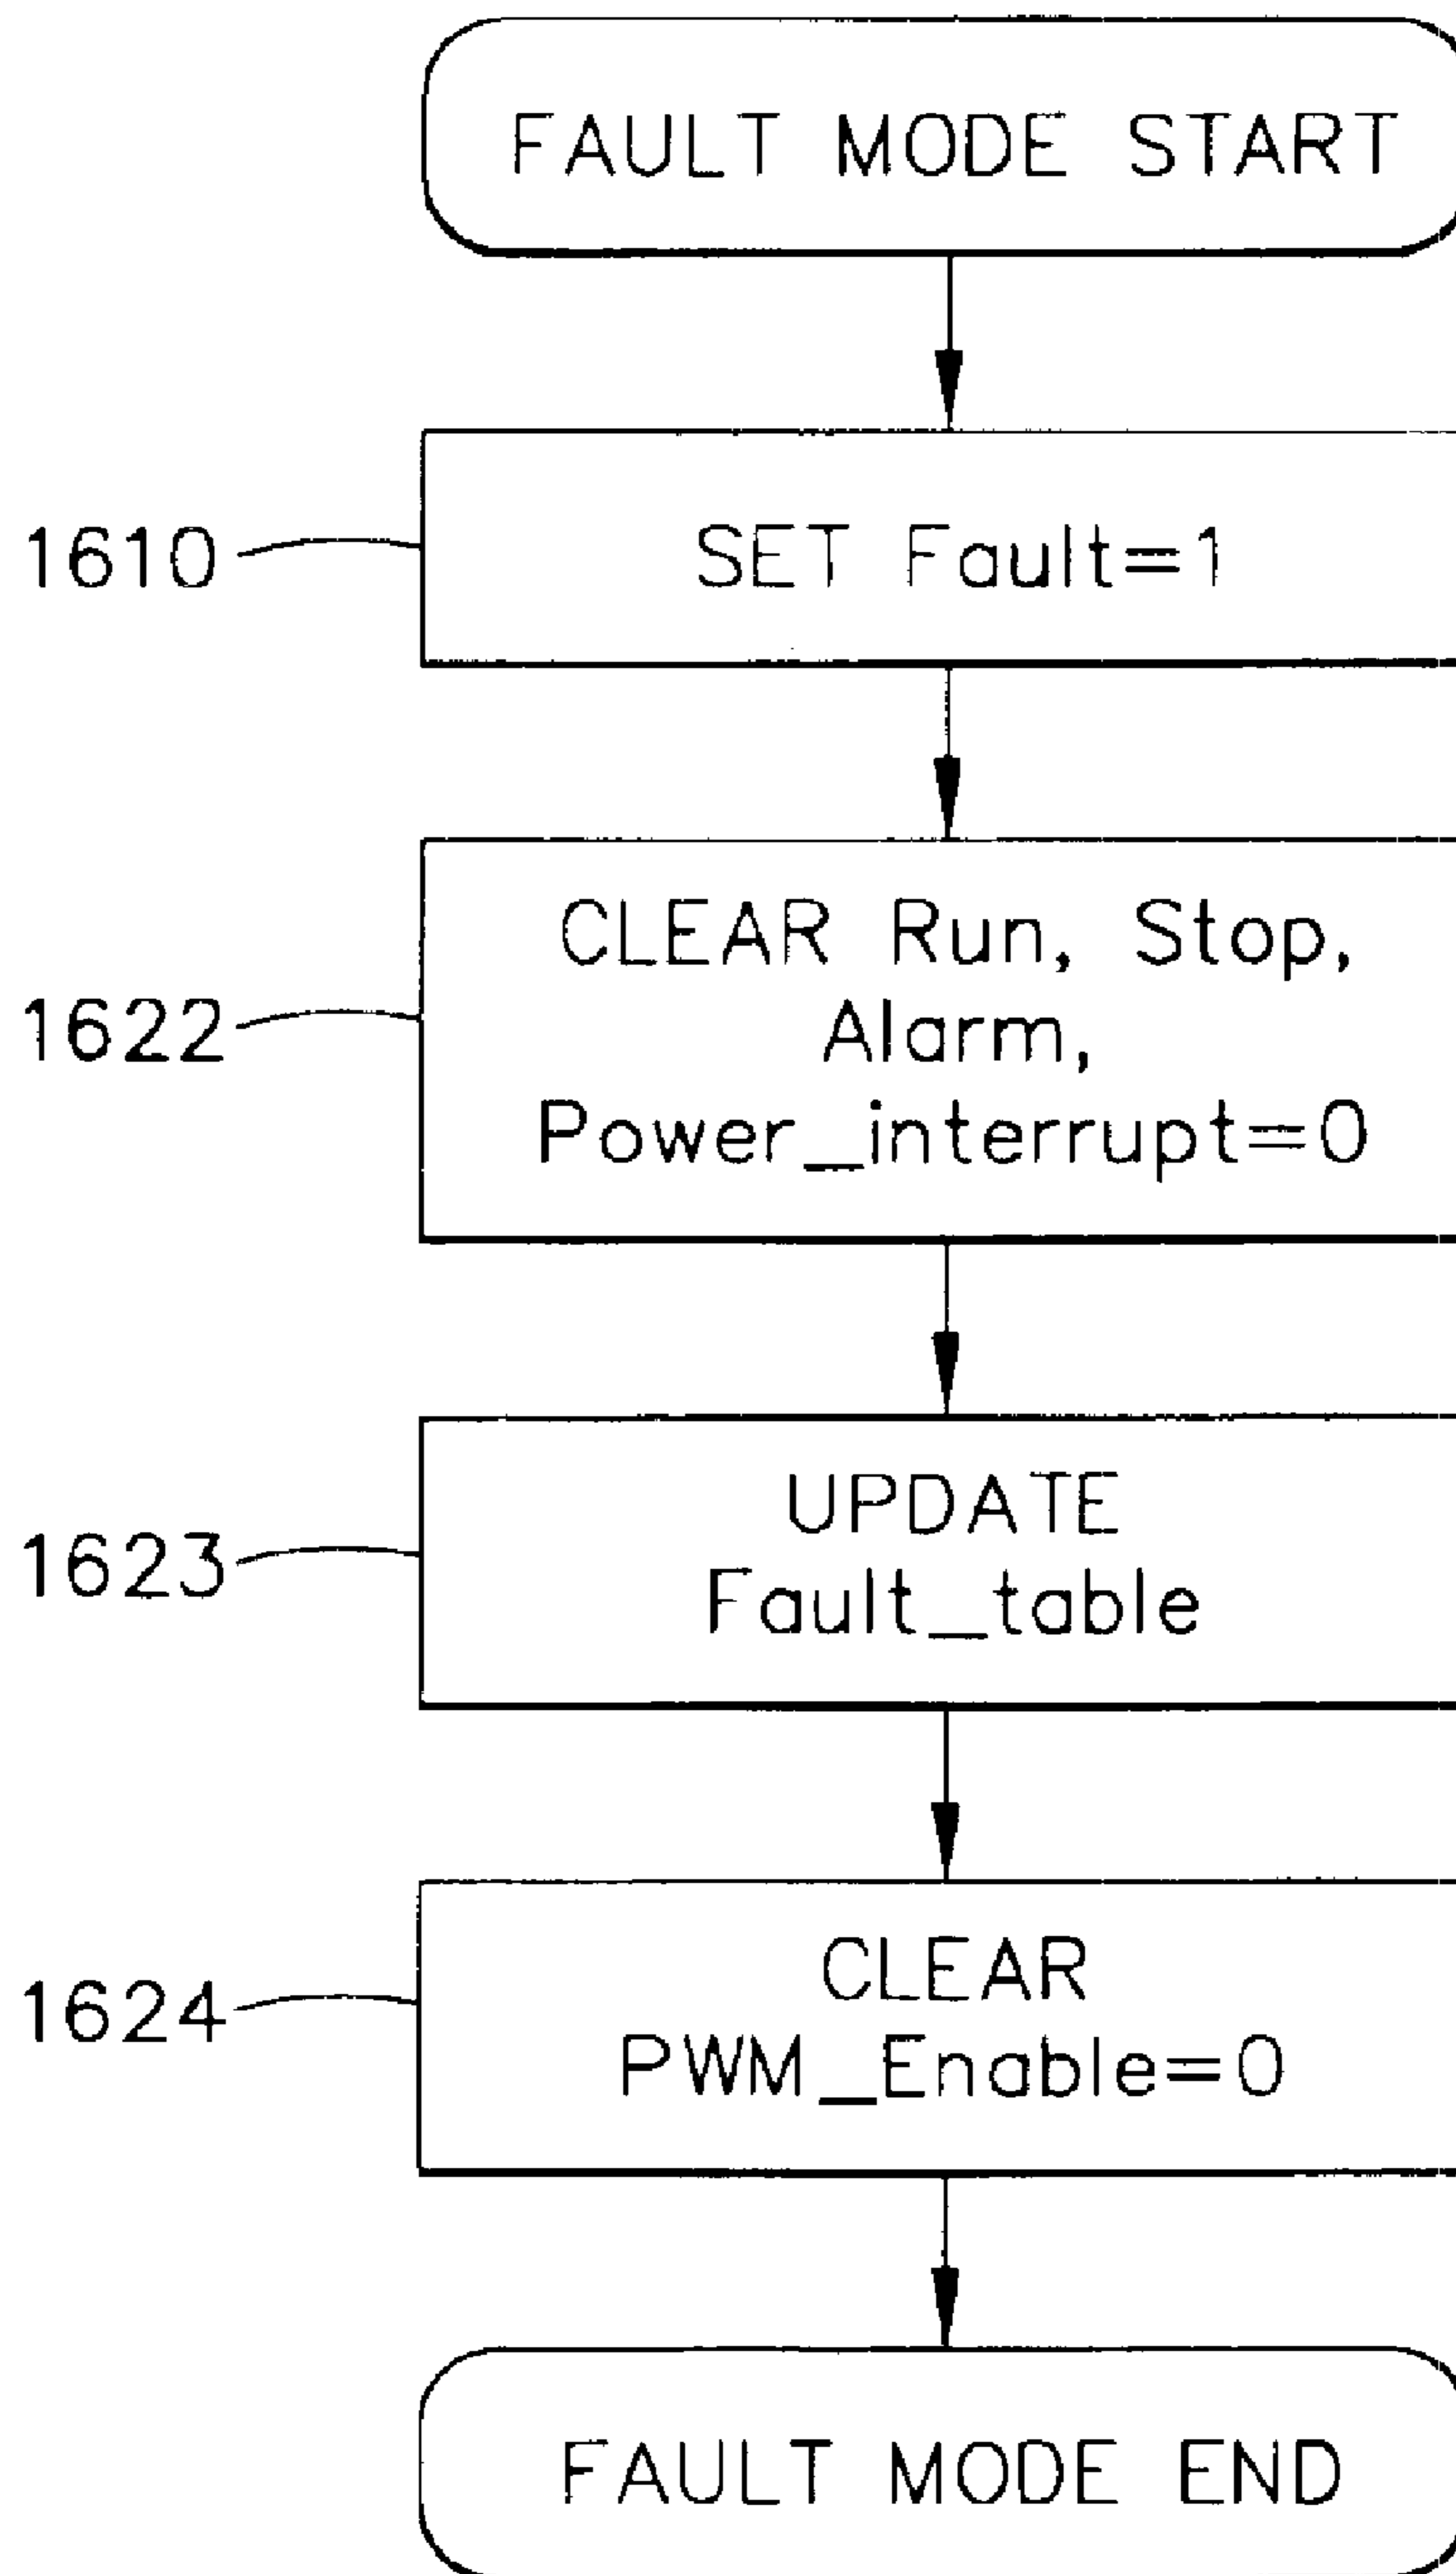 FAULT MODE START
1610
SET Fault=1
1622
CLEAR Run, Stop,
Alarm,
Power_interrupt=0
1623
UPDATE
Fault_table
1624
CLEAR
PWM_Enable=0
FAULT MODE END